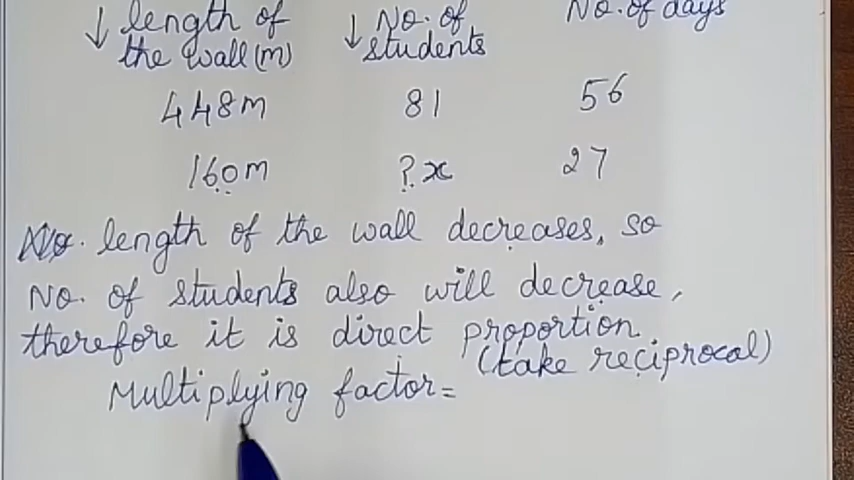 ↓ length of ↓ No. of No. of days
the wall (m) students
448m 81 56
160m ? x 27
No. length of the wall decreases, so
No. of students also will decrease,
therefore it is direct proportion
(take reciprocal)
Multiplying factor =